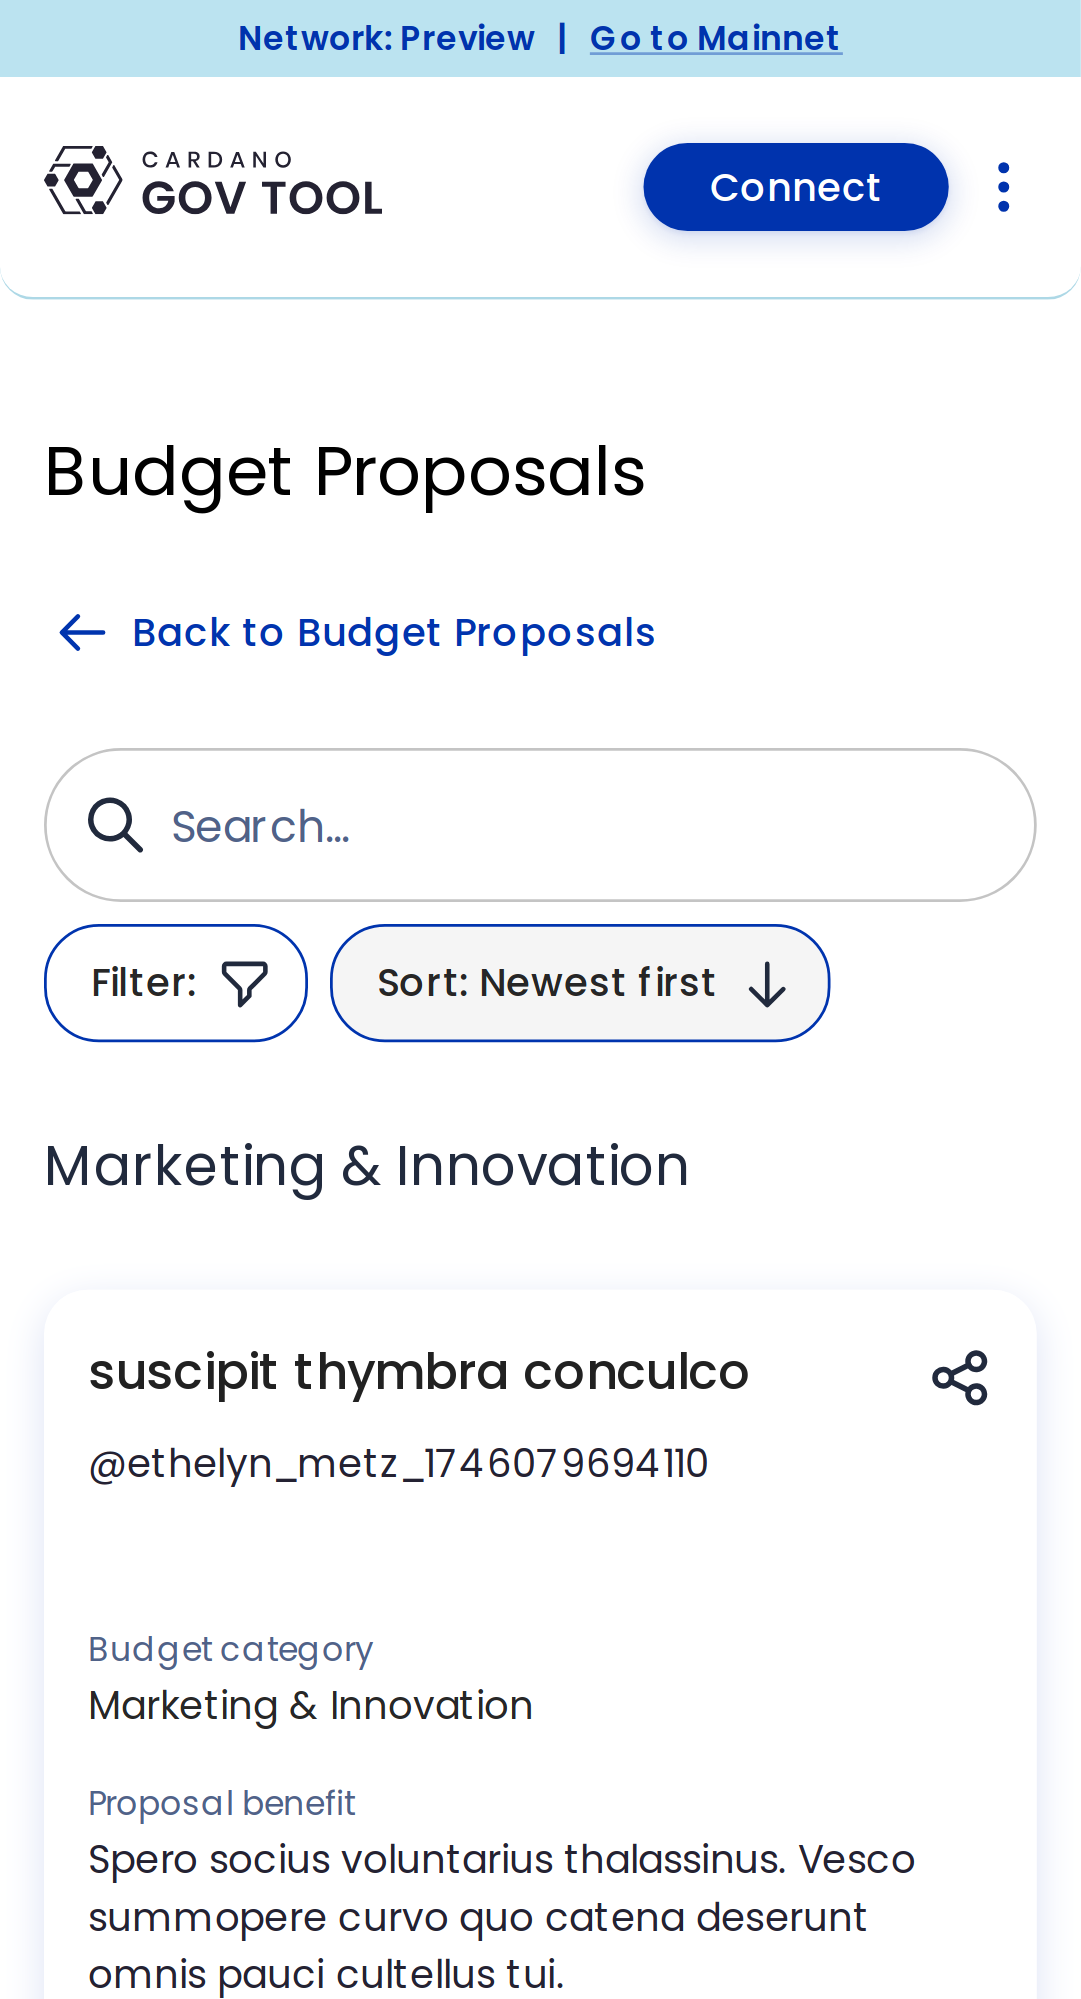 Network: Preview | Go to Mainnet
CARDANO
GOV TOOL
Connect
Budget Proposals
Back to Budget Proposals
Search...
Filter:
Sort: Newest first
Marketing & Innovation
suscipit thymbra conculco
@ethelyn_metz_1746079694110
Budget category
Marketing & Innovation
Proposal benefit
Spero socius voluntarius thalassinus. Vesco
summopere curvo quo catena deserunt
omnis pauci cultellus tui.